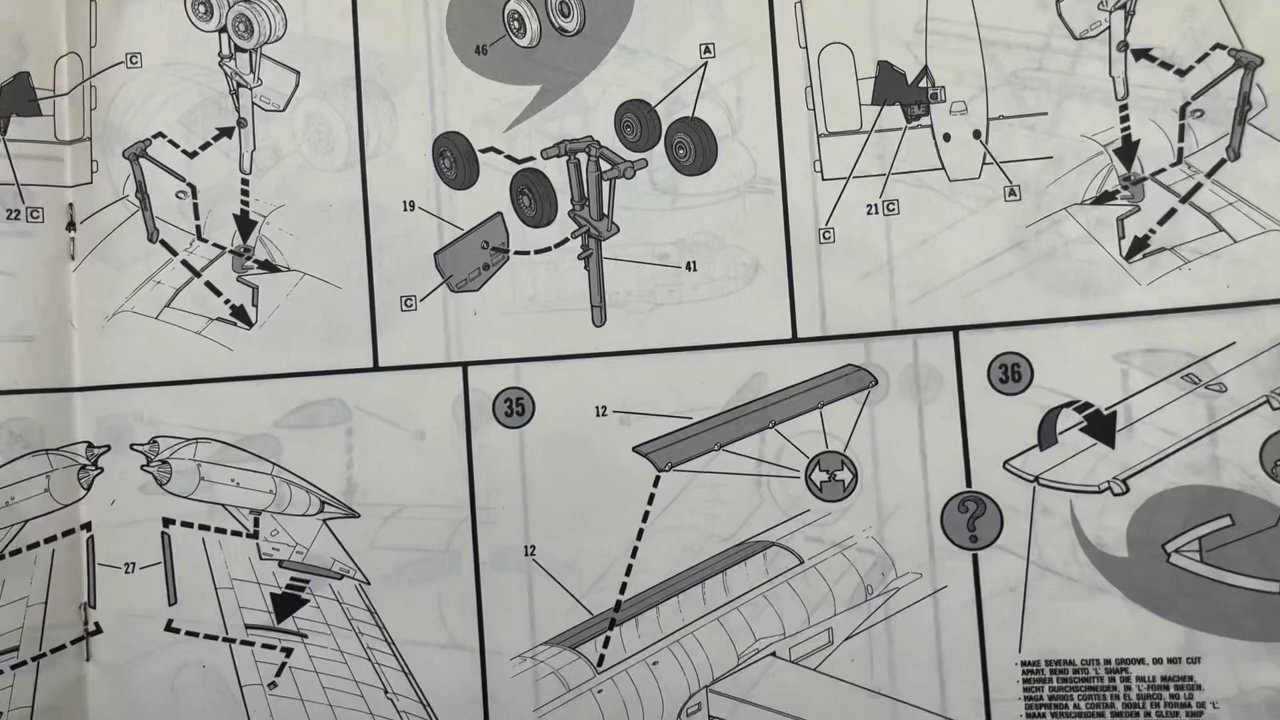 C
22 C
46
A
19
41
C
C
21 C
A
27
35
12
12
?
36
· MAKE SEVERAL CUTS IN GROOVE, DO NOT CUT
APART, BEND INTO 'L' SHAPE.
· MEHRER EINSCHNITTE IN DIE RILLE MACHEN,
NICHT DURCHSCHNEIDEN, IN 'L'-FORM BIEGEN.
· HAGA VARIOS CORTES EN EL SURCO, NO LO
DESPRENDA AL CORTAR, DOBLE EN FORMA DE 'L'.
· MAAK VERSCHEIDENE SNEDEN IN GLEUF, KNIP